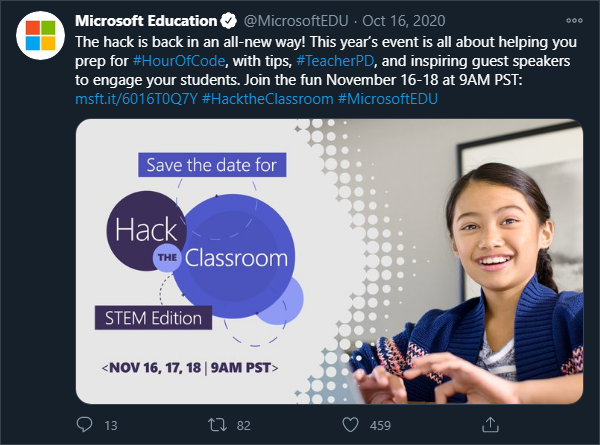 Microsoft Education @MicrosoftEDU · Oct 16, 2020
The hack is back in an all-new way! This year’s event is all about helping you
prep for #HourOfCode, with tips, #TeacherPD, and inspiring guest speakers
to engage your students. Join the fun November 16-18 at 9AM PST:
msft.it/6016T0Q7Y #HacktheClassroom #MicrosoftEDU
Save the date for
Hack
THE Classroom
STEM Edition
<NOV 16, 17, 18 | 9AM PST>
13 82 459